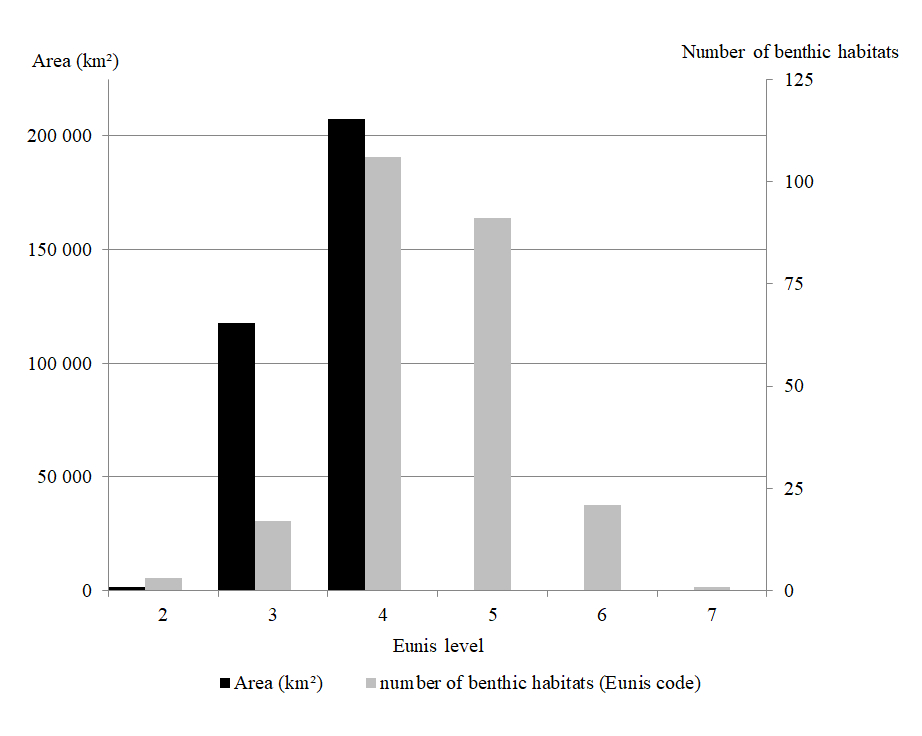 Number of benthic habitats
Area (km²)
125
200 000
100
150 000
75
100 000
50
50 000
25
0
0
2 3 4 5 6 7
Eunis level
Area (km²) number of benthic habitats (Eunis code)